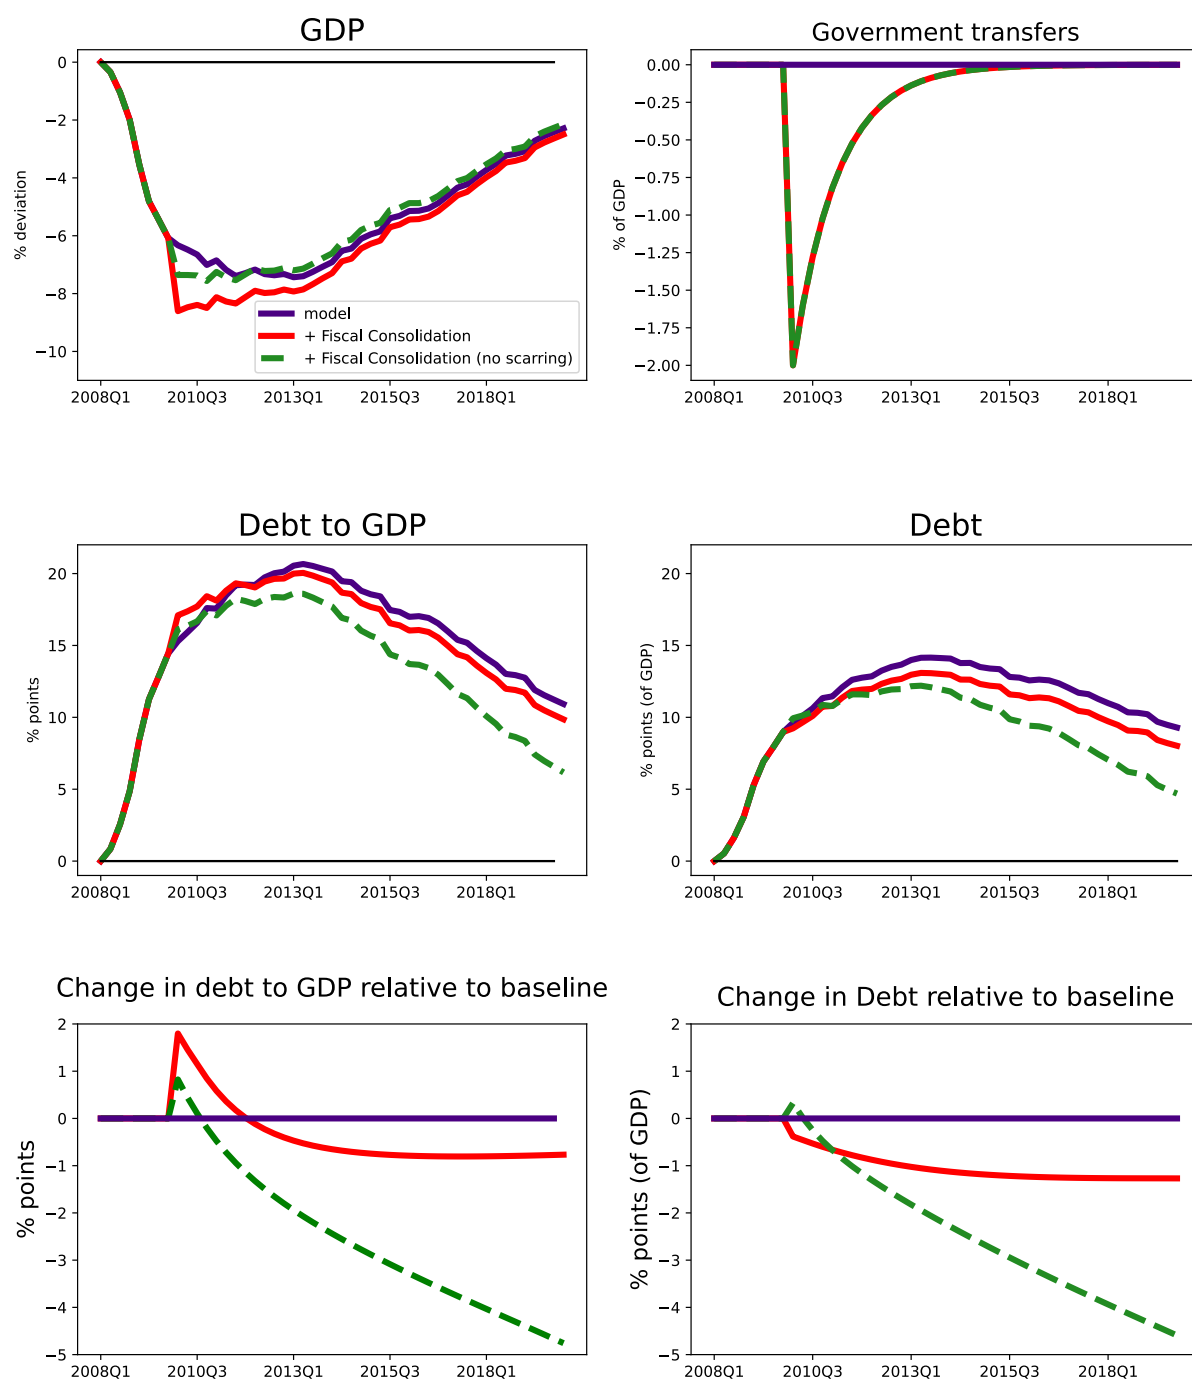 GDP
% deviation
0
−2
−4
−6
−8
−10
model
+ Fiscal Consolidation
+ Fiscal Consolidation (no scarring)
2008Q1 2010Q3 2013Q1 2015Q3 2018Q1
Government transfers
% of GDP
0.00
−0.25
−0.50
−0.75
−1.00
−1.25
−1.50
−1.75
−2.00
2008Q1 2010Q3 2013Q1 2015Q3 2018Q1
Debt to GDP
% points
20
15
10
5
0
2008Q1 2010Q3 2013Q1 2015Q3 2018Q1
Debt
% points (of GDP)
20
15
10
5
0
2008Q1 2010Q3 2013Q1 2015Q3 2018Q1
Change in debt to GDP relative to baseline
% points
2
1
0
−1
−2
−3
−4
−5
2008Q1 2010Q3 2013Q1 2015Q3 2018Q1
Change in Debt relative to baseline
% points (of GDP)
2
1
0
−1
−2
−3
−4
−5
2008Q1 2010Q3 2013Q1 2015Q3 2018Q1